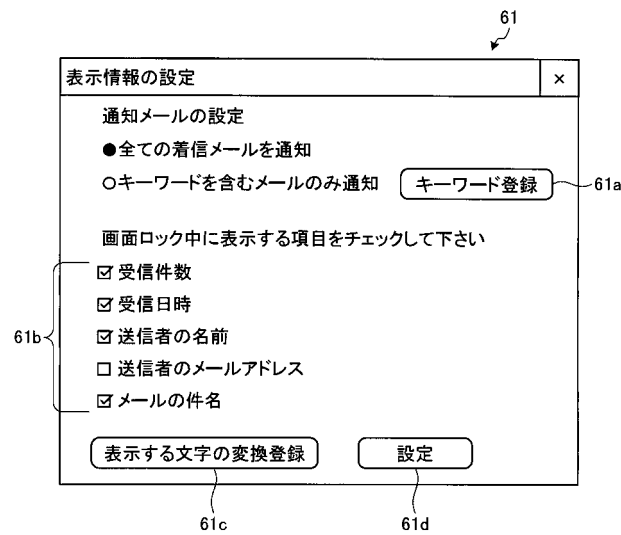 61
表示情報の設定 ×
通知メールの設定
●全ての着信メールを通知
○キーワードを含むメールのみ通知 キーワード登録 61a
画面ロック中に表示する項目をチェックして下さい
☑ 受信件数
☑ 受信日時
☑ 送信者の名前
61b
☐ 送信者のメールアドレス
☑ メールの件名
表示する文字の変換登録 設定
61c 61d